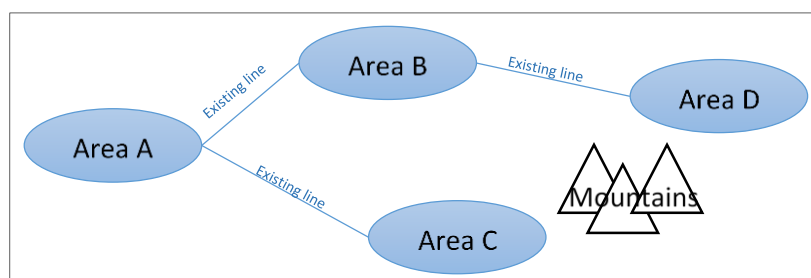 Area A
Existing line
Area B
Existing line
Area D
Existing line
Area C
Mountains